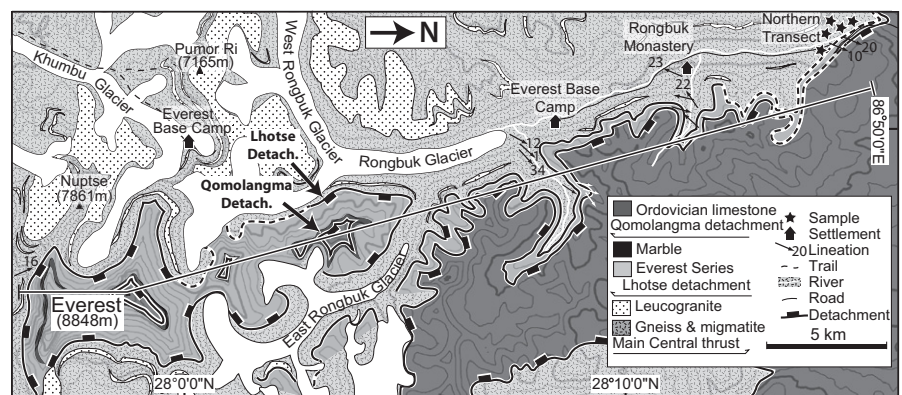 Khumbu Glacier
Pumor Ri
(7165m)
Everest
Base Camp
Nuptse
(7861m)
16
Everest
(8848m)
West Rongbuk Glacier
N
Lhotse
Detach.
Qomolangma
Detach.
Rongbuk Glacier
East Rongbuk Glacier
12
34
Everest Base
Camp
Rongbuk
Monastery
23
22
Northern
Transect
20
10
86°50'0"E
28°0'0"N
28°10'0"N
Ordovician limestone
Qomolangma detachment
Marble
Everest Series
Lhotse detachment
Leucogranite
Gneiss & migmatite
Main Central thrust
Sample
Settlement
20 Lineation
Trail
River
Road
Detachment
5 km